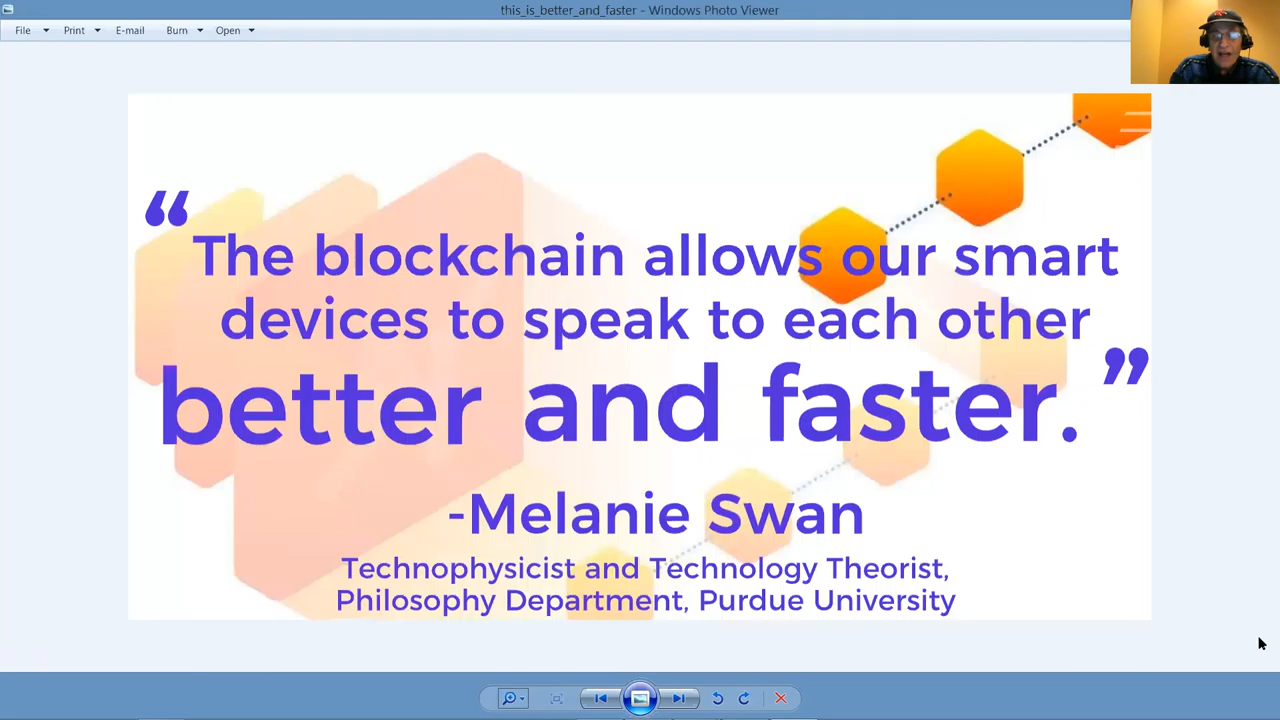 this_is_better_and_faster - Windows Photo Viewer
File Print E-mail Burn Open
“The blockchain allows our smart
devices to speak to each other
better and faster.”
-Melanie Swan
Technophysicist and Technology Theorist,
Philosophy Department, Purdue University